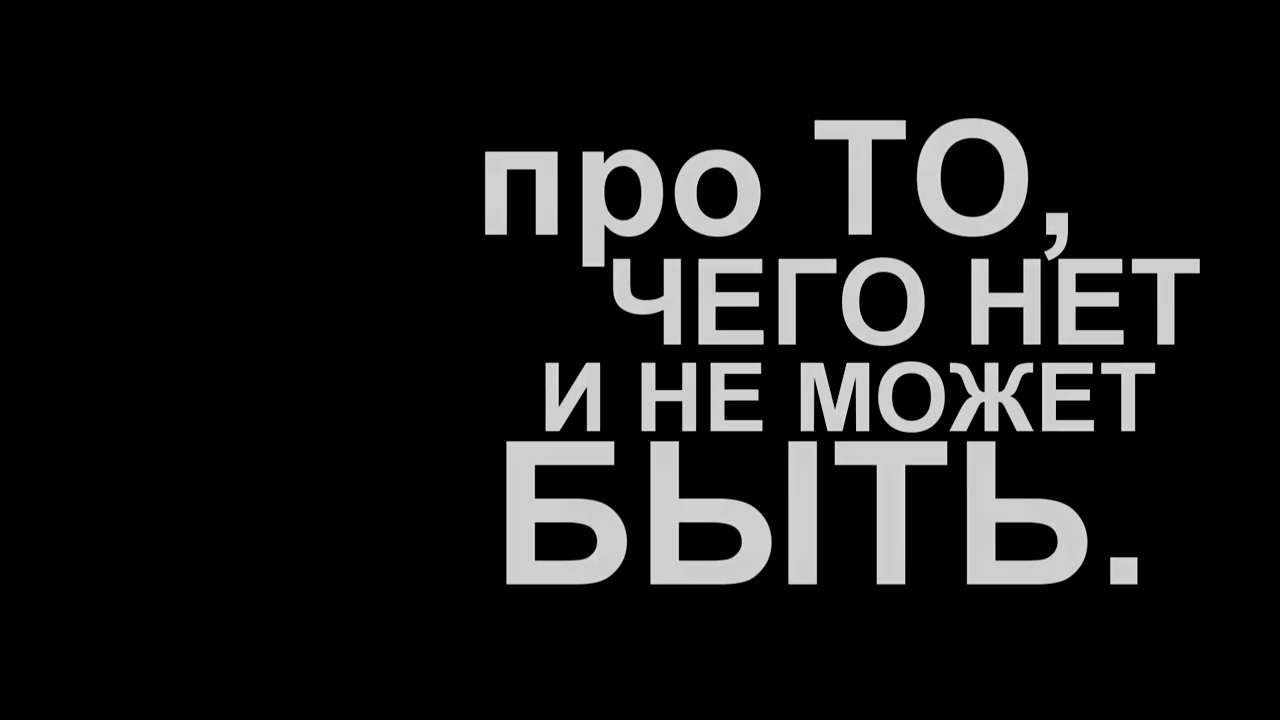 про ТО,
ЧЕГО НЕТ
И НЕ МОЖЕТ
БЫТЬ.